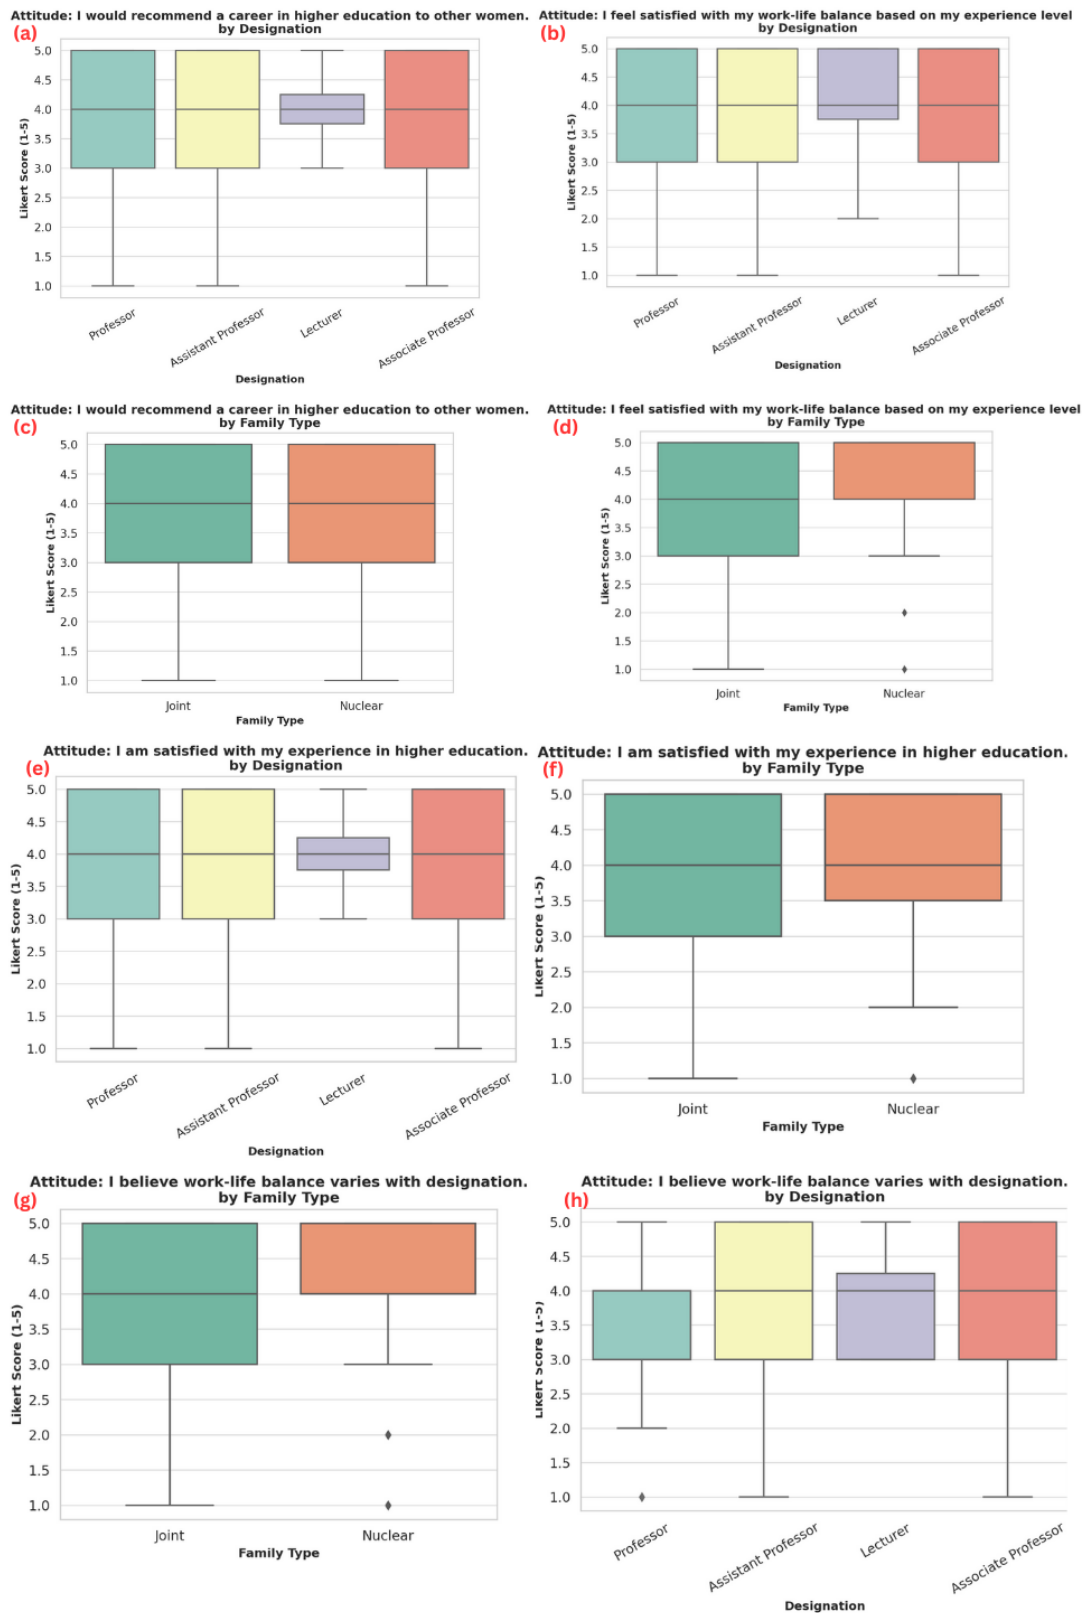 Attitude: I would recommend a career in higher education to other women.
by Designation
(a)
Likert Score (1-5)
5.0
4.5
4.0
3.5
3.0
2.5
2.0
1.5
1.0
Professor
Assistant Professor
Lecturer
Associate Professor
Designation
Attitude: I feel satisfied with my work-life balance based on my experience level
by Designation
(b)
Likert Score (1-5)
5.0
4.5
4.0
3.5
3.0
2.5
2.0
1.5
1.0
Professor
Assistant Professor
Lecturer
Associate Professor
Designation
Attitude: I would recommend a career in higher education to other women.
by Family Type
(c)
Likert Score (1-5)
5.0
4.5
4.0
3.5
3.0
2.5
2.0
1.5
1.0
Joint
Nuclear
Family Type
Attitude: I feel satisfied with my work-life balance based on my experience level
by Family Type
(d)
Likert Score (1-5)
5.0
4.5
4.0
3.5
3.0
2.5
2.0
1.5
1.0
Joint
Nuclear
Family Type
Attitude: I am satisfied with my experience in higher education.
by Designation
(e)
Likert Score (1-5)
5.0
4.5
4.0
3.5
3.0
2.5
2.0
1.5
1.0
Professor
Assistant Professor
Lecturer
Associate Professor
Designation
Attitude: I am satisfied with my experience in higher education.
by Family Type
(f)
Likert Score (1-5)
5.0
4.5
4.0
3.5
3.0
2.5
2.0
1.5
1.0
Joint
Nuclear
Family Type
Attitude: I believe work-life balance varies with designation.
by Family Type
(g)
Likert Score (1-5)
5.0
4.5
4.0
3.5
3.0
2.5
2.0
1.5
1.0
Joint
Nuclear
Family Type
Attitude: I believe work-life balance varies with designation.
by Designation
(h)
Likert Score (1-5)
5.0
4.5
4.0
3.5
3.0
2.5
2.0
1.5
1.0
Professor
Assistant Professor
Lecturer
Associate Professor
Designation